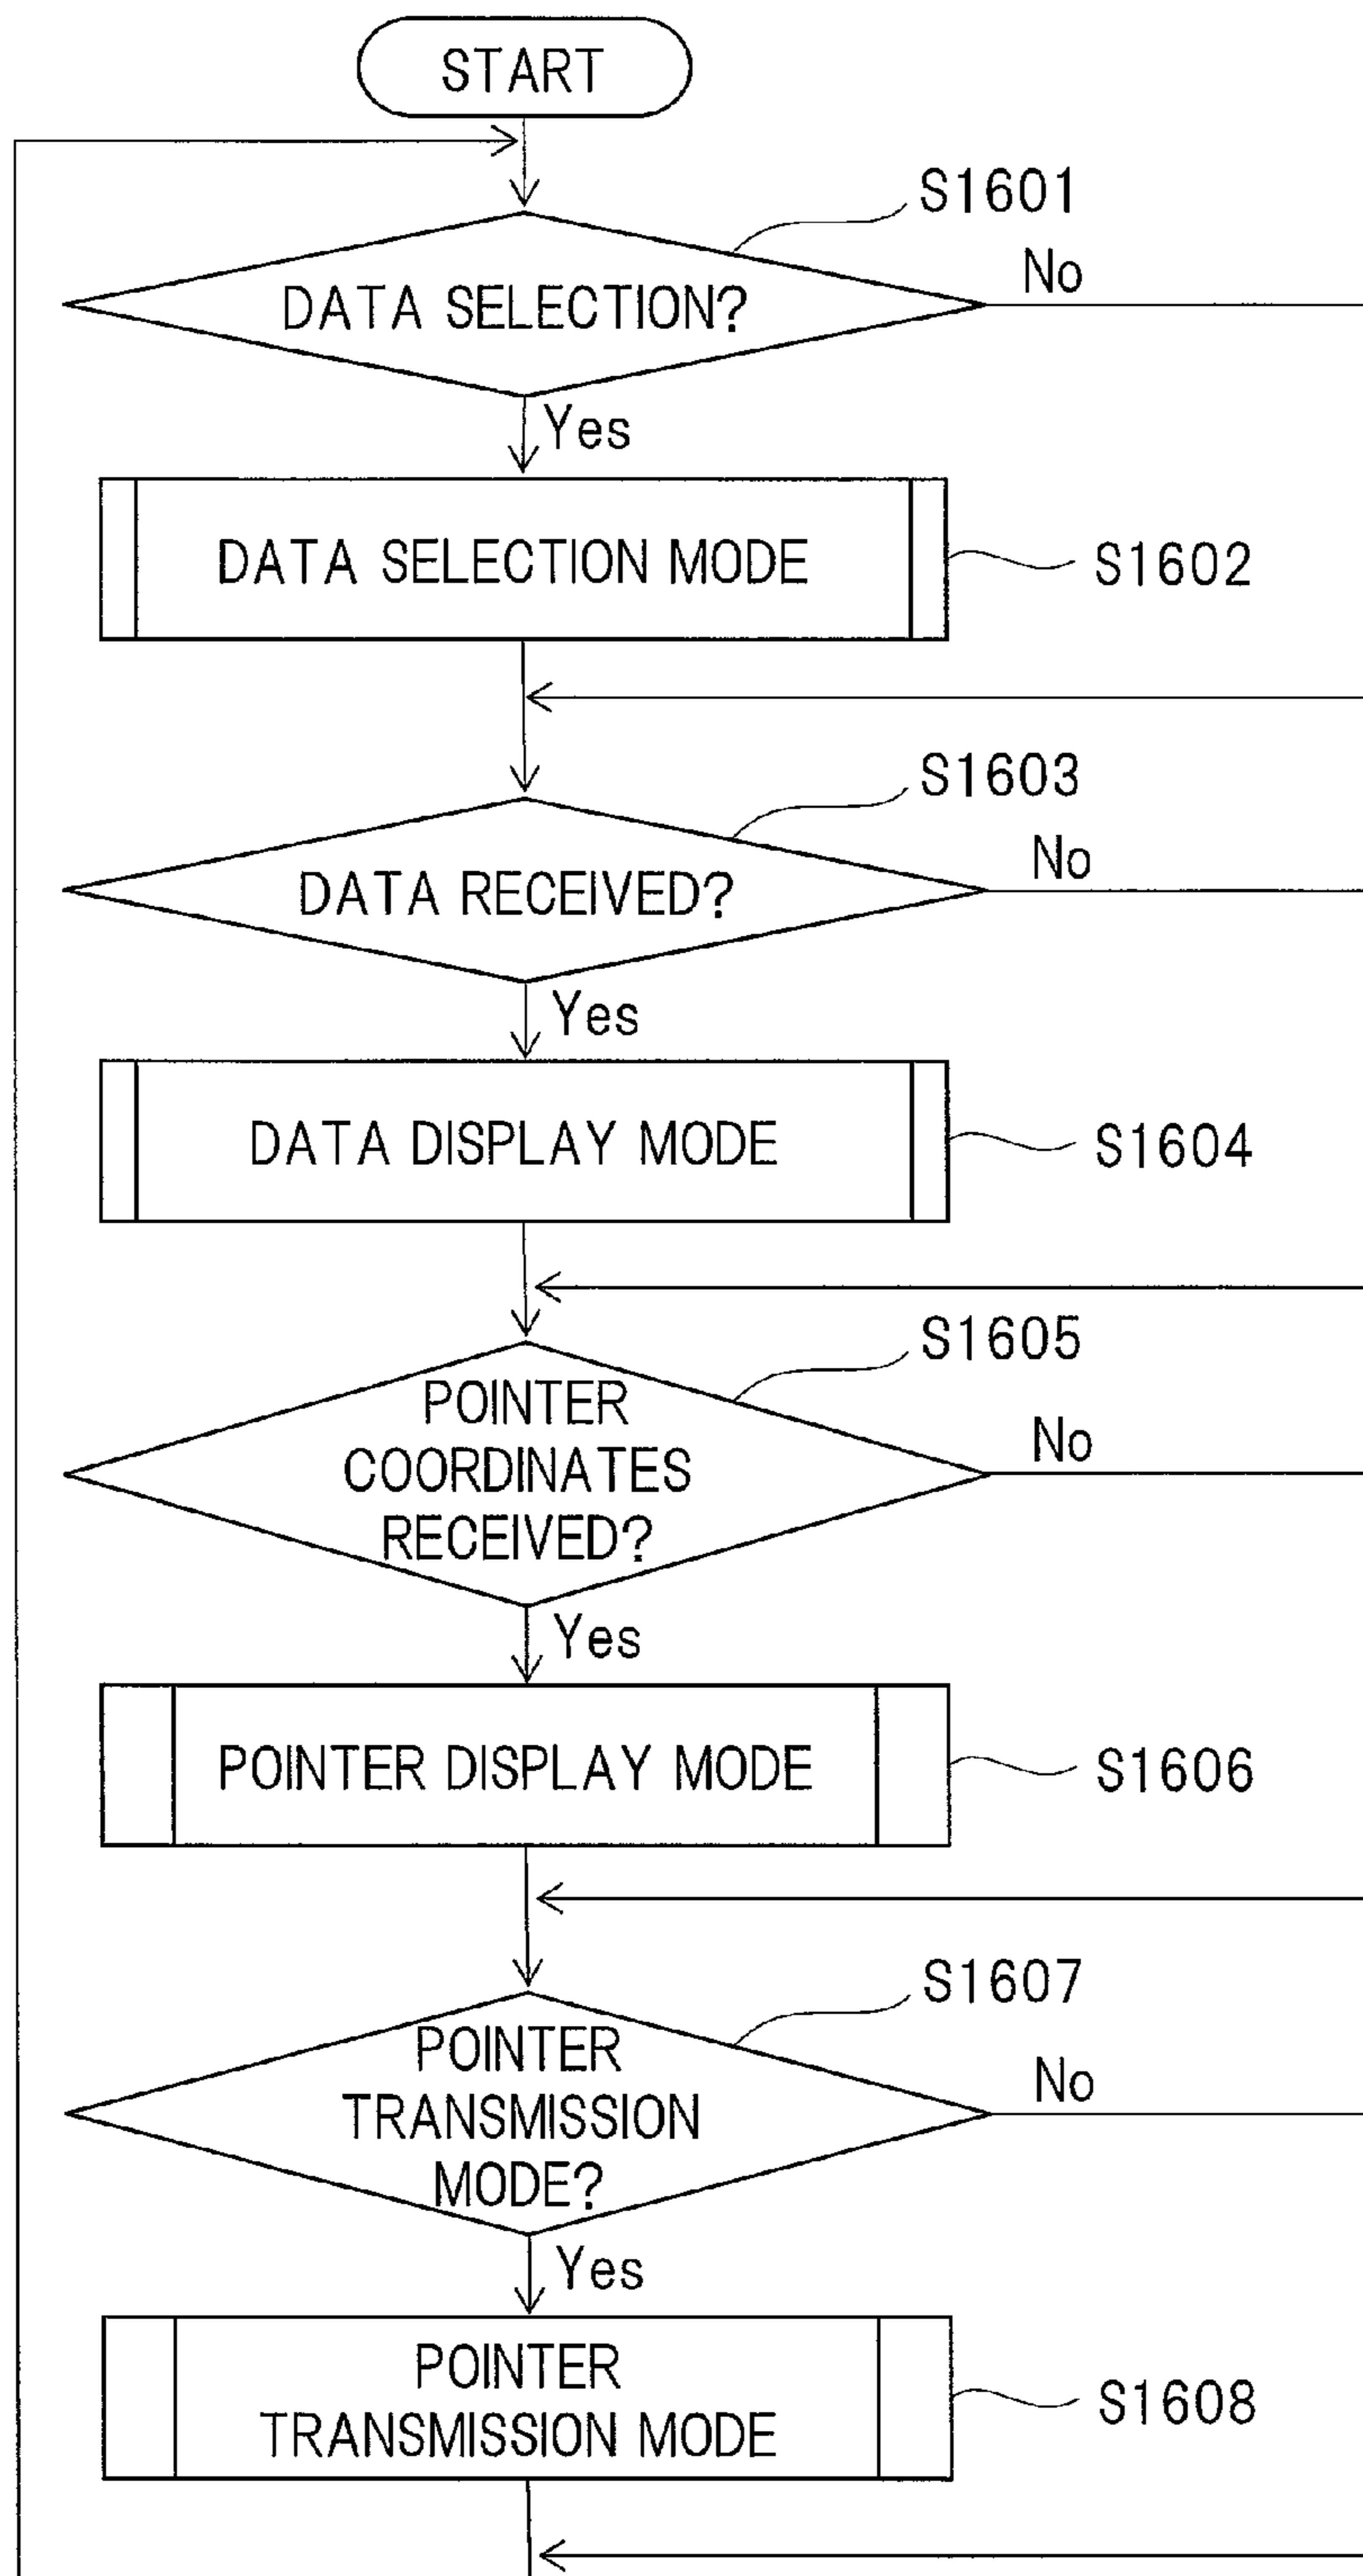 START
S1601
DATA SELECTION?
No
Yes
DATA SELECTION MODE
S1602
S1603
DATA RECEIVED?
No
Yes
DATA DISPLAY MODE
S1604
S1605
POINTER
COORDINATES
RECEIVED?
No
Yes
POINTER DISPLAY MODE
S1606
S1607
POINTER
TRANSMISSION
MODE?
No
Yes
POINTER
TRANSMISSION MODE
S1608